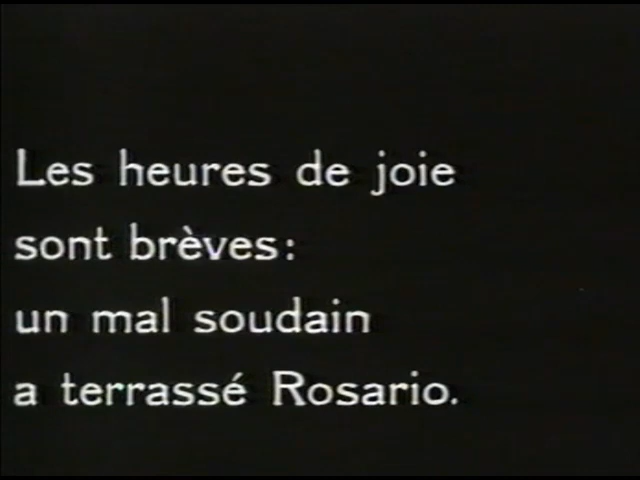 Les heures de joie
sont brèves:
un mal soudain
a terrassé Rosario.